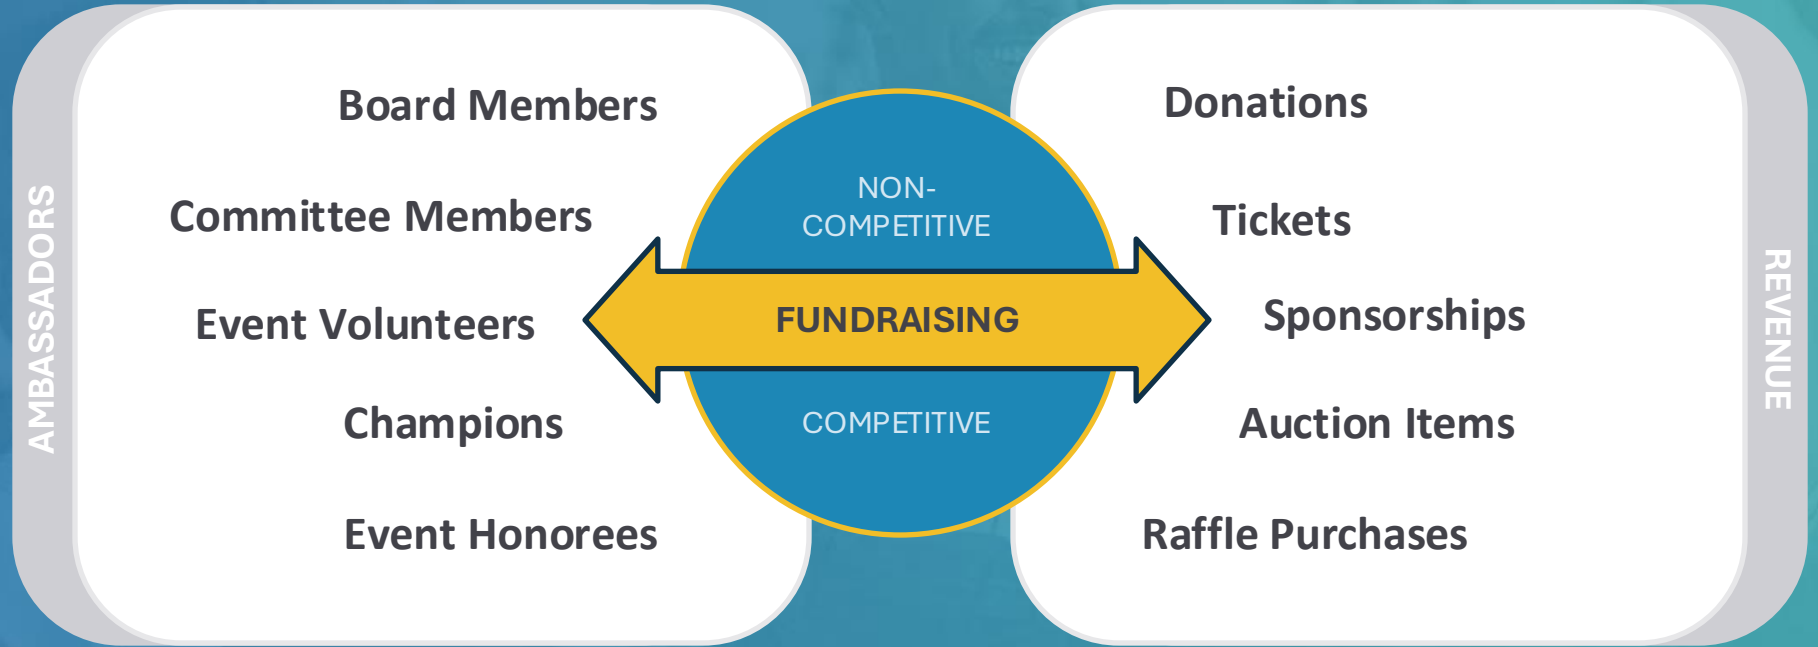 AMBASSADORS
Board Members
Committee Members
Event Volunteers
Champions
Event Honorees
NON-
COMPETITIVE
FUNDRAISING
COMPETITIVE
Donations
Tickets
Sponsorships
Auction Items
Raffle Purchases
REVENUE